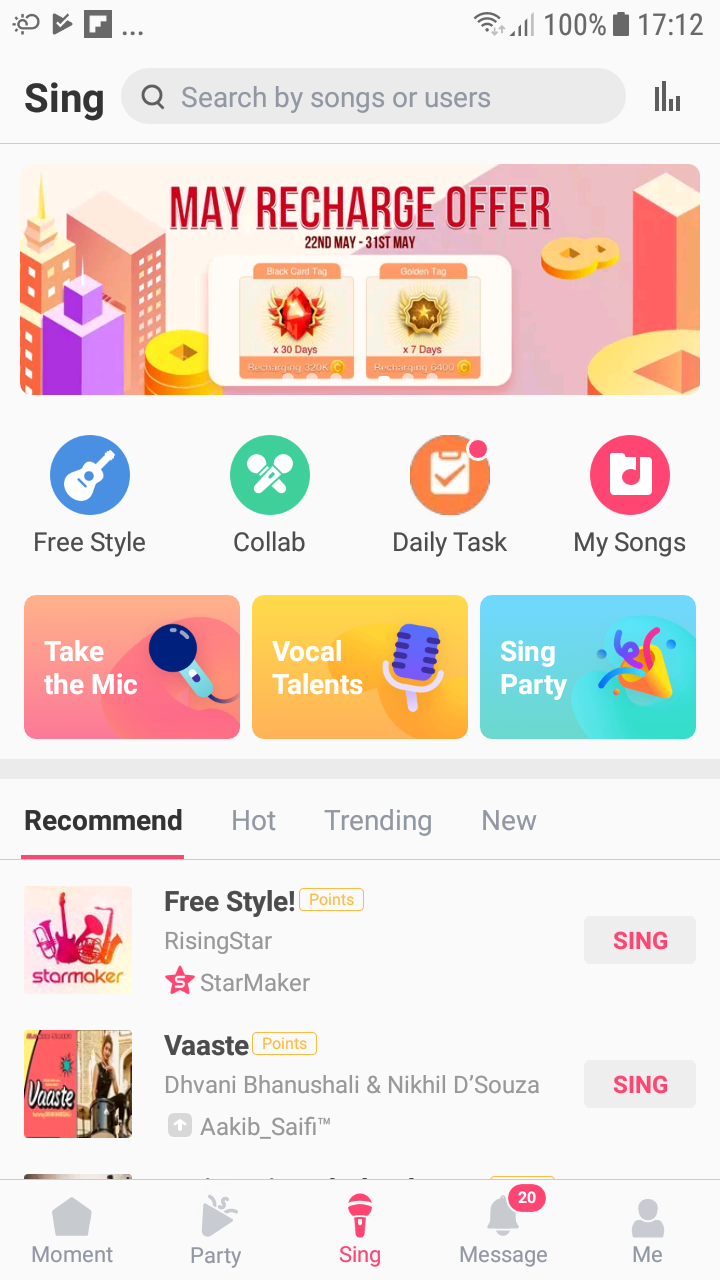 ... 100% 17:12
Sing
Search by songs or users
MAY RECHARGE OFFER
22ND MAY - 31ST MAY
Black Card Tag
Golden Tag
x 30 Days
x 7 Days
Recharging 320K
Recharging 6400
Free Style
Collab
Daily Task
My Songs
Take
the Mic
Vocal
Talents
Sing
Party
Recommend
Hot
Trending
New
starmaker
Free Style! Points
RisingStar
StarMaker
SING
Vaaste
Vaaste Points
Dhvani Bhanushali & Nikhil D’Souza
Aakib_Saifi™
SING
Moment
Party
Sing
20
Message
Me